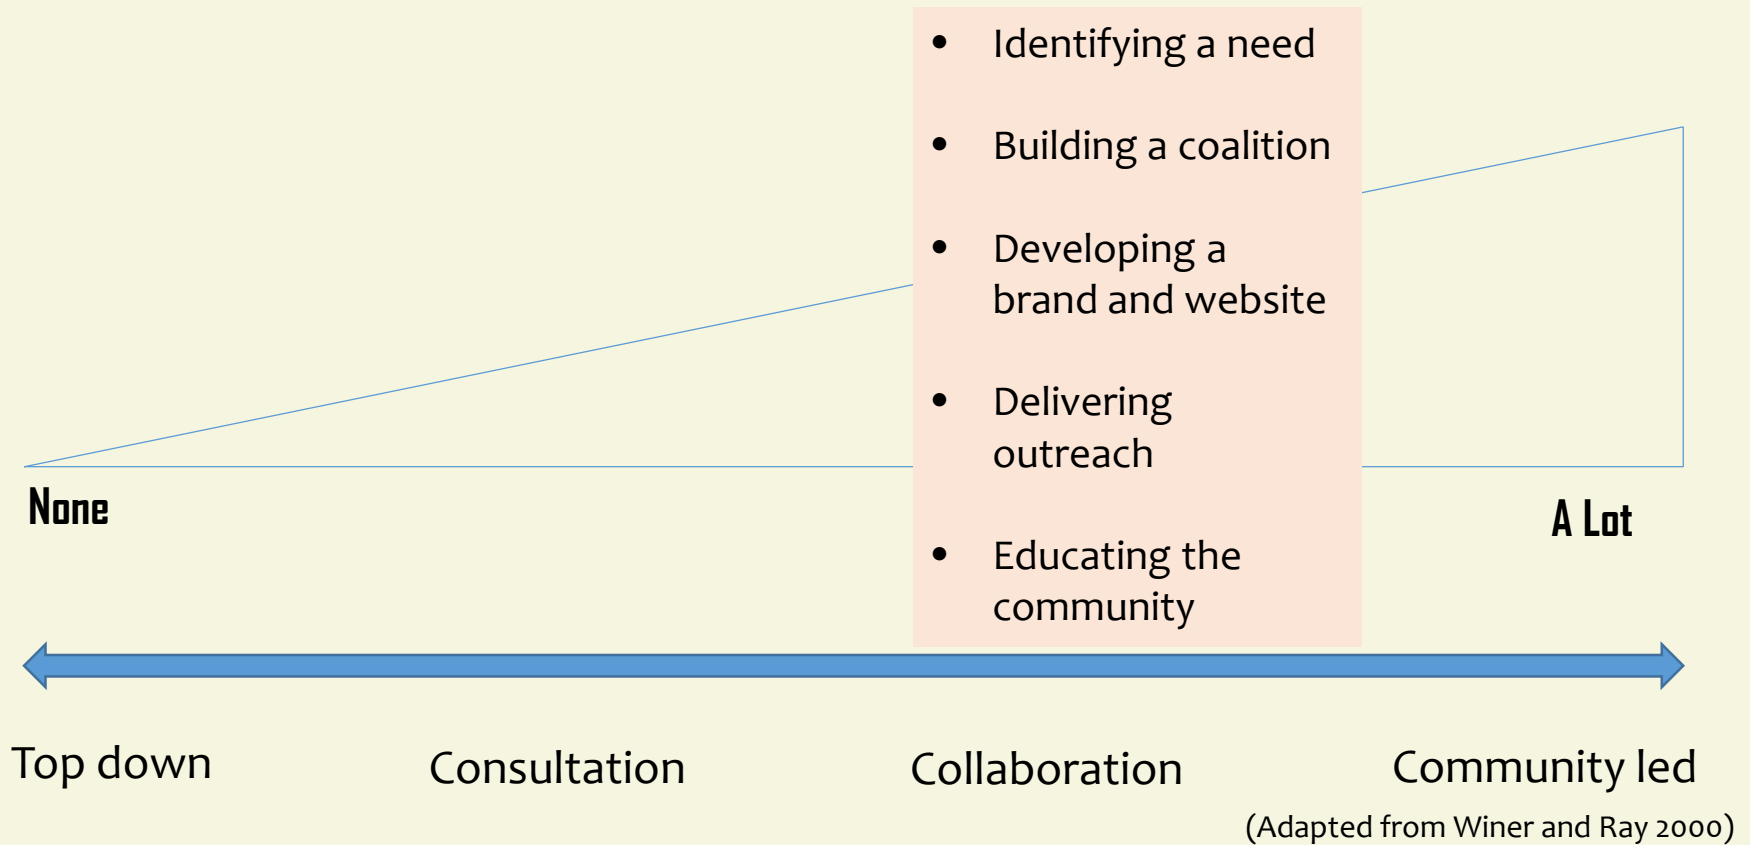 • Identifying a need
• Building a coalition
• Developing a
brand and website
• Delivering
outreach
• Educating the
community
None
A Lot
Top down
Consultation
Collaboration
Community led
(Adapted from Winer and Ray 2000)